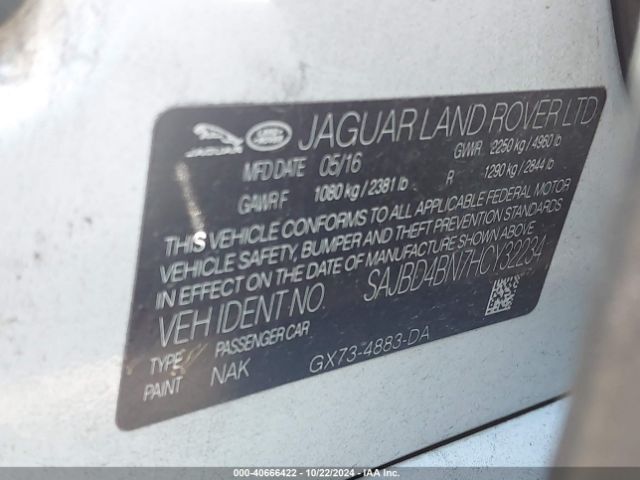 JAGUAR LAND ROVER LTD
JAGUAR
MFD DATE 05/16 GVWR 2250 kg / 4960 lb
GAWR F 1080 kg / 2381 lb R 1290 kg / 2844 lb
THIS VEHICLE CONFORMS TO ALL APPLICABLE FEDERAL MOTOR
VEHICLE SAFETY, BUMPER AND THEFT PREVENTION STANDARDS
IN EFFECT ON THE DATE OF MANUFACTURE SHOWN ABOVE
VEH IDENT NO. SAJBD4BN7HCY32234
TYPE PASSENGER CAR
PAINT NAK GX73-4883-DA
000-40666422 - 10/22/2024 - IAAI.COM